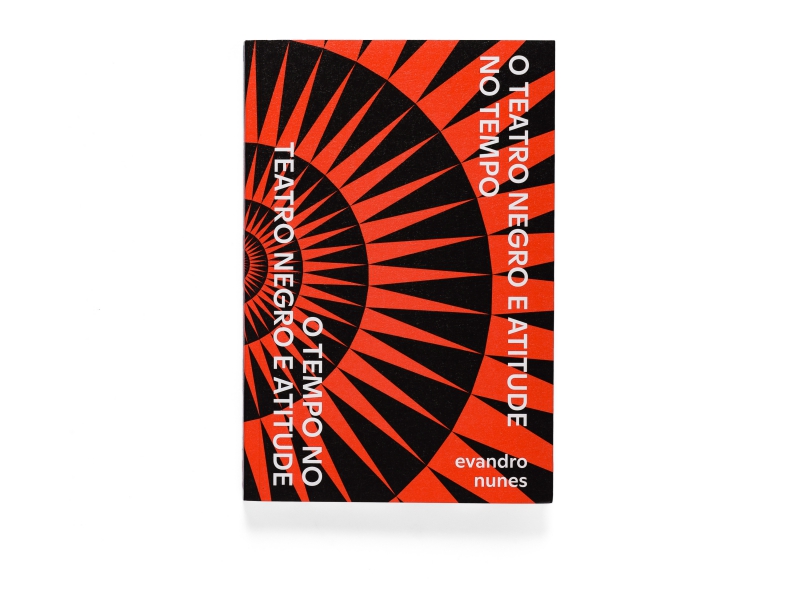 O TEATRO NEGRO E ATITUDE
NO TEMPO
O TEMPO NO
TEATRO NEGRO E ATITUDE
evandro
nunes